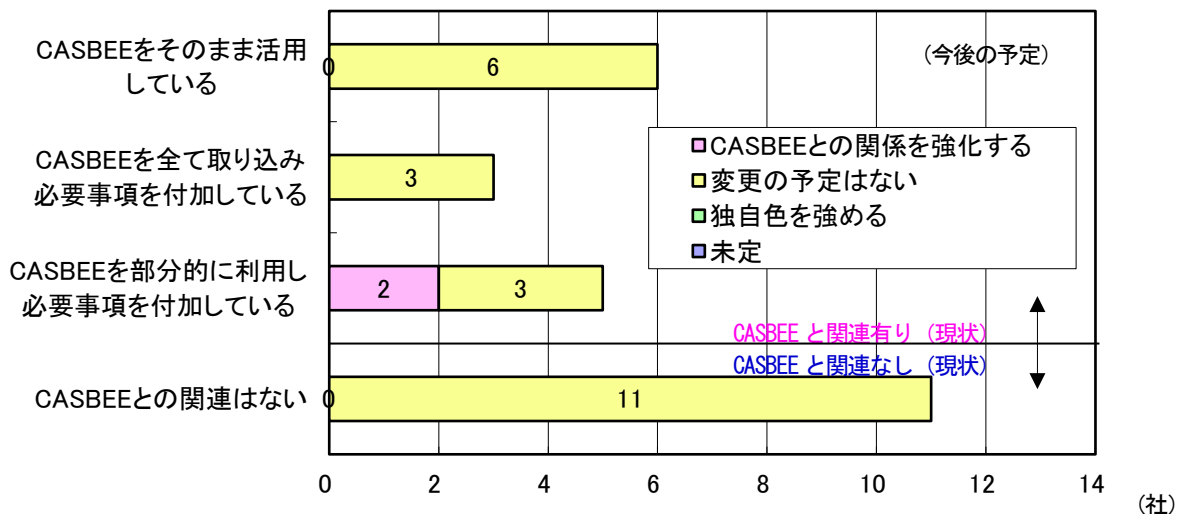 CASBEEをそのまま活用
している
0
6
(今後の予定)
CASBEEとの関係を強化する
変更の予定はない
独自色を強める
未定
CASBEEを全て取り込み
必要事項を付加している
3
CASBEEを部分的に利用し
必要事項を付加している
2
3
CASBEE と関連有り (現状)
CASBEE と関連なし (現状)
CASBEEとの関連はない
0
11
0 2 4 6 8 10 12 14
(社)